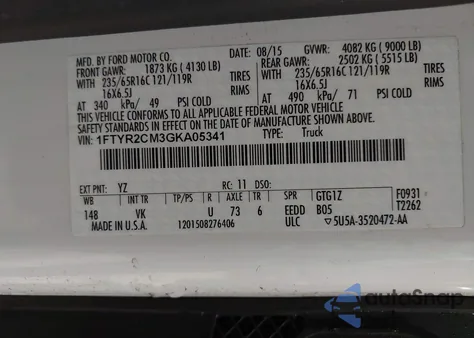 MFD. BY FORD MOTOR CO. DATE: 08/15 GVWR: 4082 KG ( 9000 LB)
FRONT GAWR: 1873 KG ( 4130 LB) REAR GAWR: 2502 KG ( 5515 LB)
WITH 235/65R16C 121/119R TIRES WITH 235/65R16C 121/119R TIRES
16X6.5J RIMS 16X6.5J RIMS
AT 340 kPa/ 49 PSI COLD AT 490 kPa/ 71 PSI COLD
THIS VEHICLE CONFORMS TO ALL APPLICABLE FEDERAL MOTOR VEHICLE
STANDARDS IN EFFECT ON THE DATE OF MANUFACTURE SHOWN ABOVE.
VIN: 1FTYR2CM3GKA05341 TYPE: Truck
EXT PNT: YZ RC: 11 DSO:
WB INT TR TP/PS R AXLE TR SPR GTG1Z F0931
148 VK U 73 6 EEDD B05 T2262
MADE IN U.S.A. 1201508276406 ULC ▽5U5A-3520472-AA
autoSnap